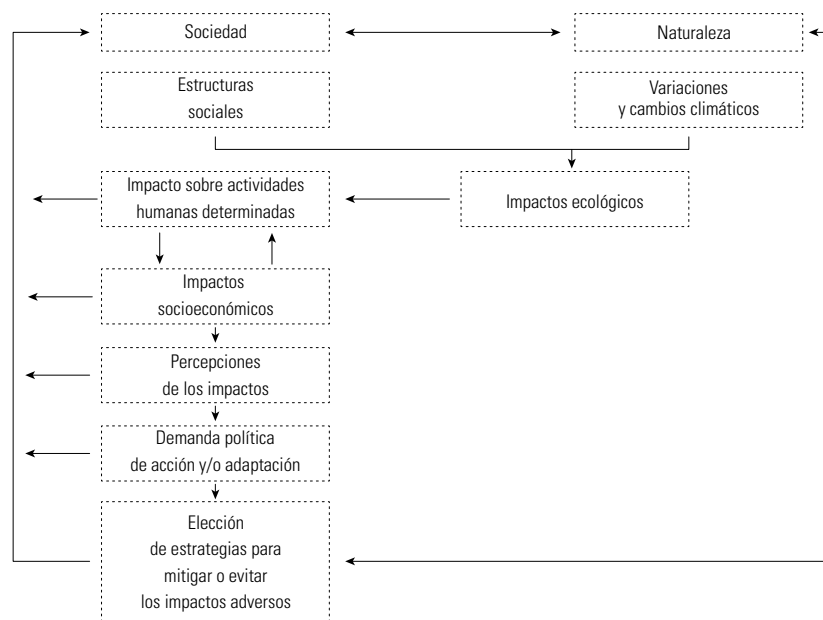 Sociedad
Naturaleza
Estructuras
sociales
Variaciones
y cambios climáticos
Impacto sobre actividades
humanas determinadas
Impactos ecológicos
Impactos
socioeconómicos
Percepciones
de los impactos
Demanda política
de acción y/o adaptación
Elección
de estrategias para
mitigar o evitar
los impactos adversos